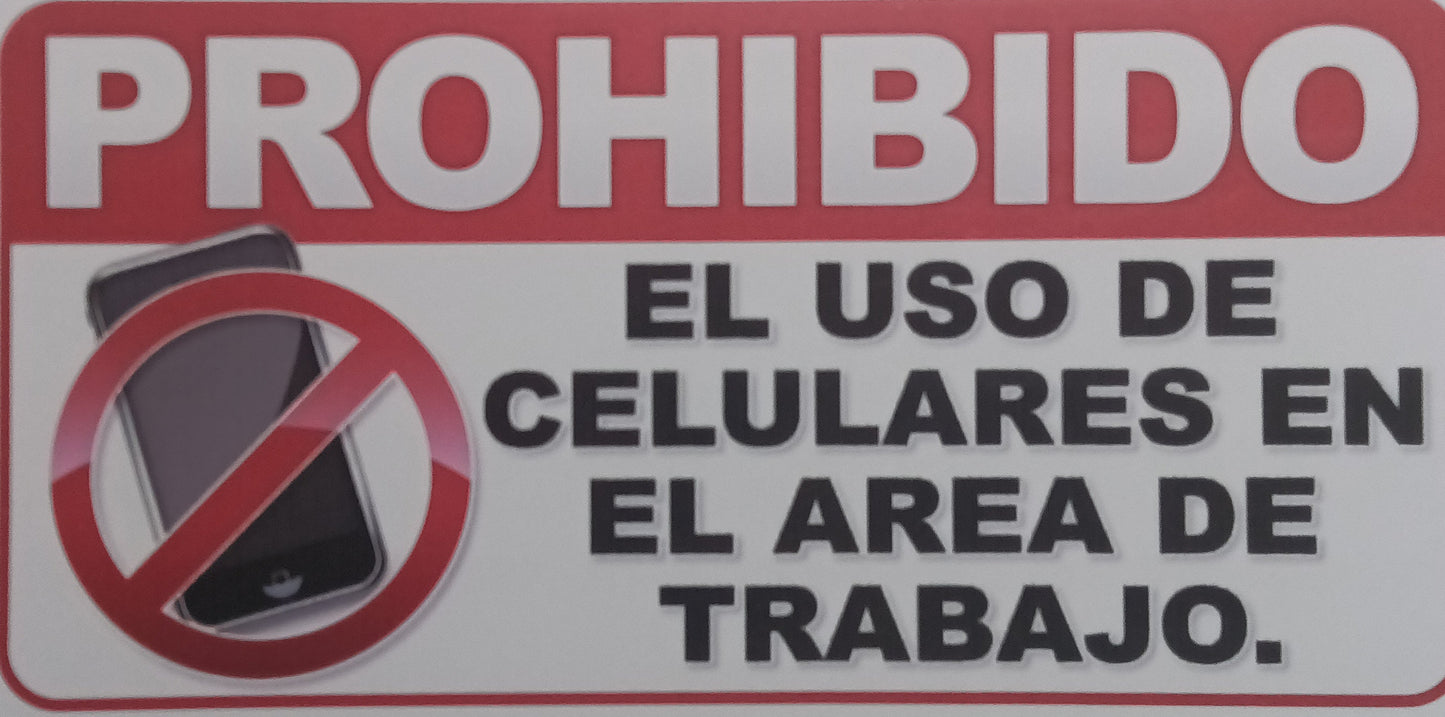 PROHIBIDO
EL USO DE
CELULARES EN
EL AREA DE
TRABAJO.